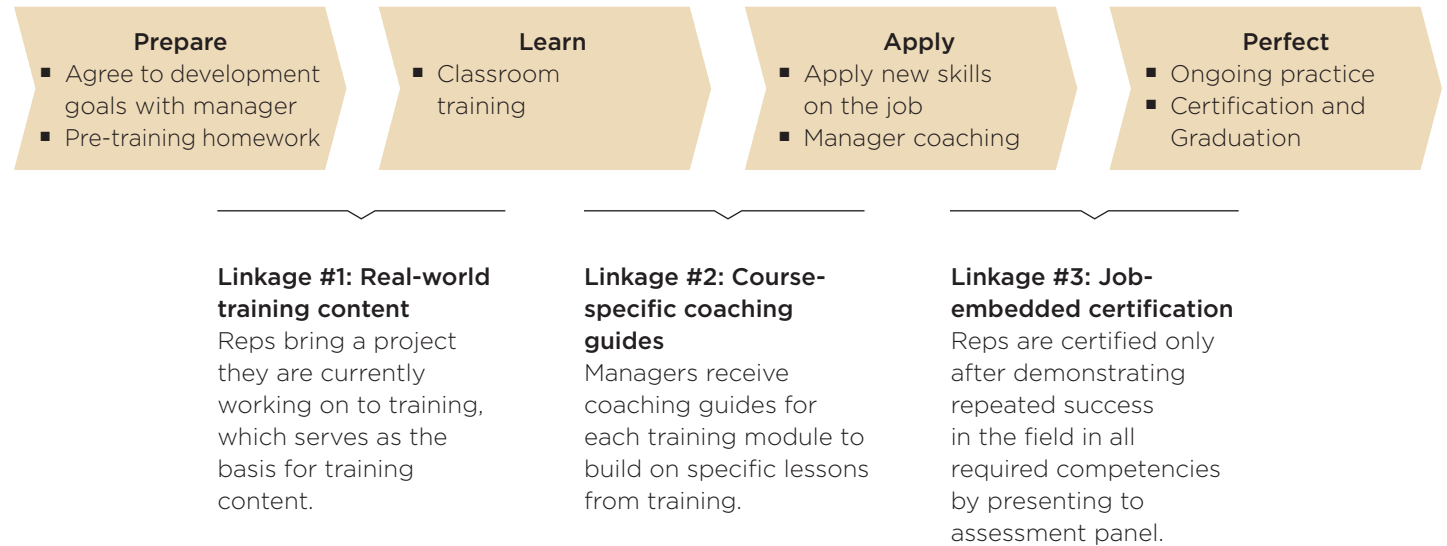 Prepare
■ Agree to development
goals with manager
■ Pre-training homework
Learn
■ Classroom
training
Apply
■ Apply new skills
on the job
■ Manager coaching
Perfect
■ Ongoing practice
■ Certification and
Graduation
Linkage #1: Real-world
training content
Reps bring a project
they are currently
working on to training,
which serves as the
basis for training
content.
Linkage #2: Course-
specific coaching
guides
Managers receive
coaching guides for
each training module to
build on specific lessons
from training.
Linkage #3: Job-
embedded certification
Reps are certified only
after demonstrating
repeated success
in the field in all
required competencies
by presenting to
assessment panel.